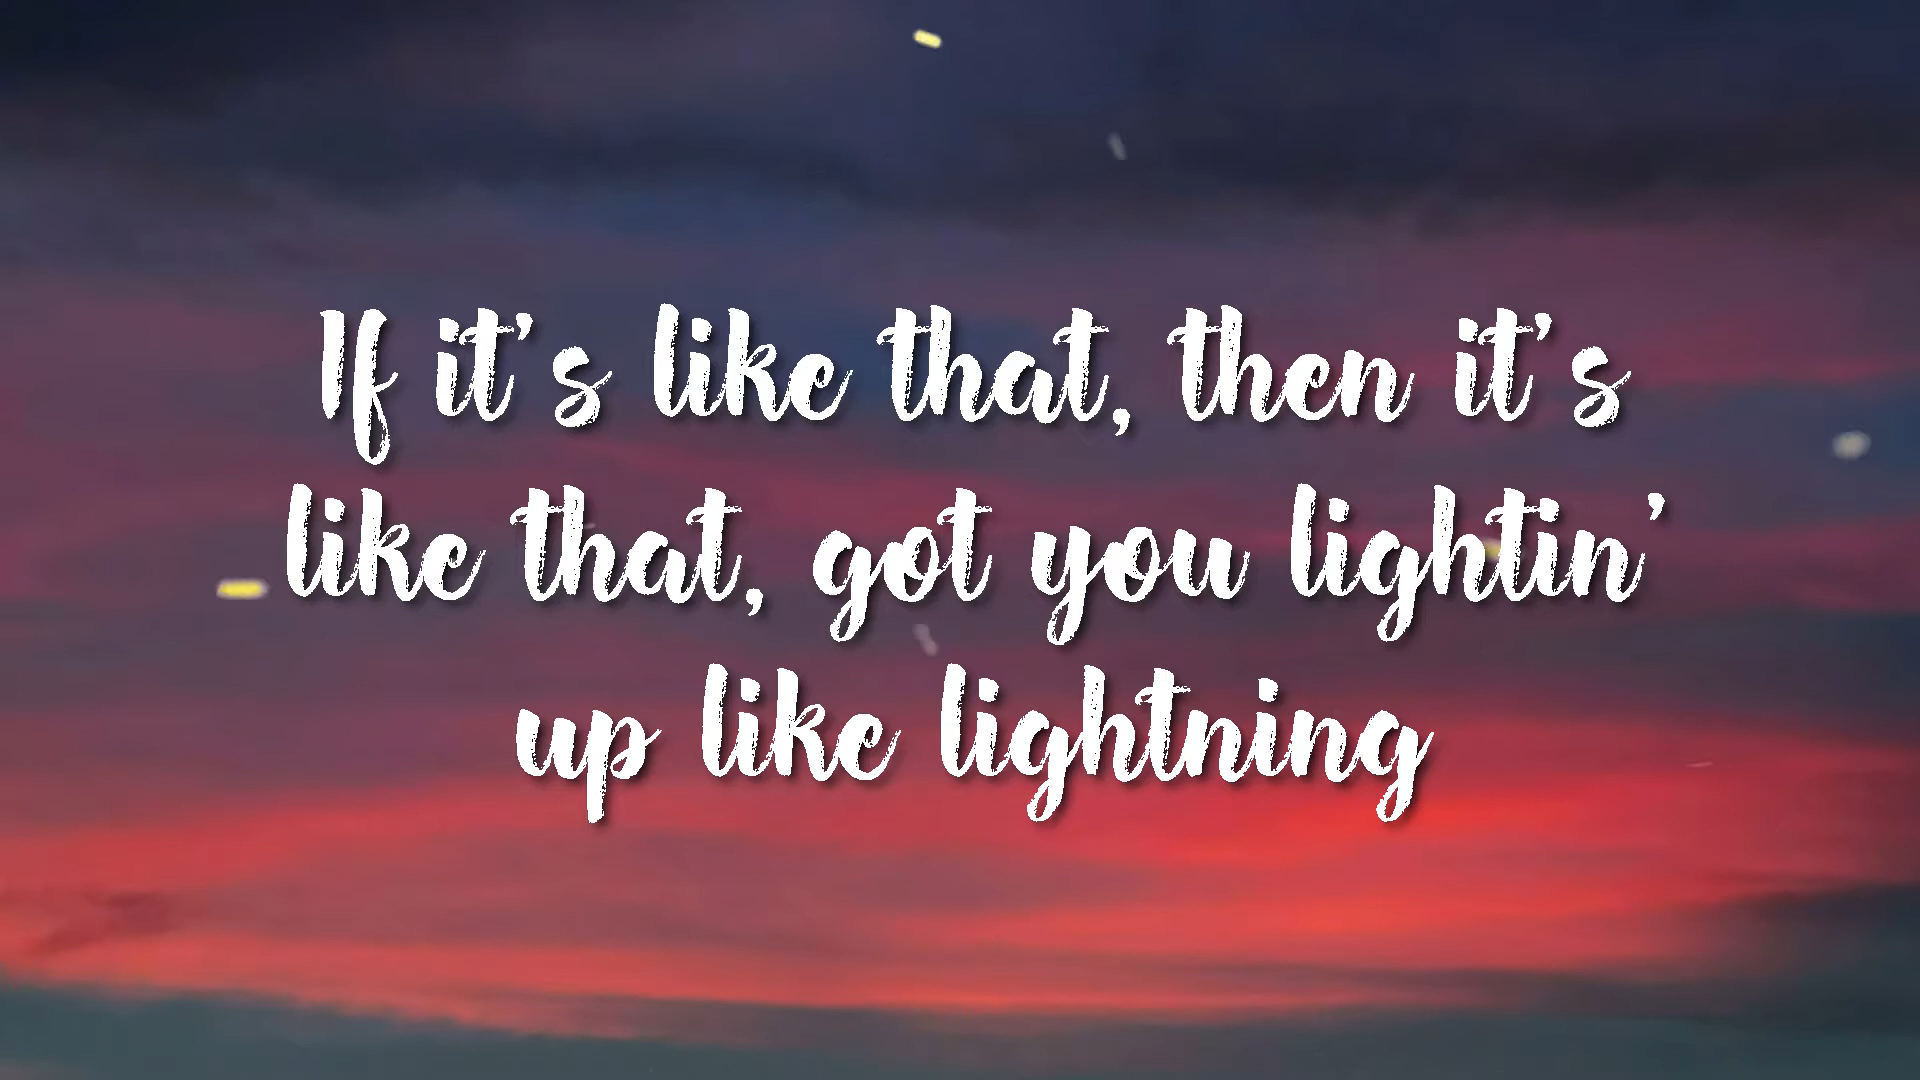 If it's like that, then it's
like that, got you lightin'
up like lightning